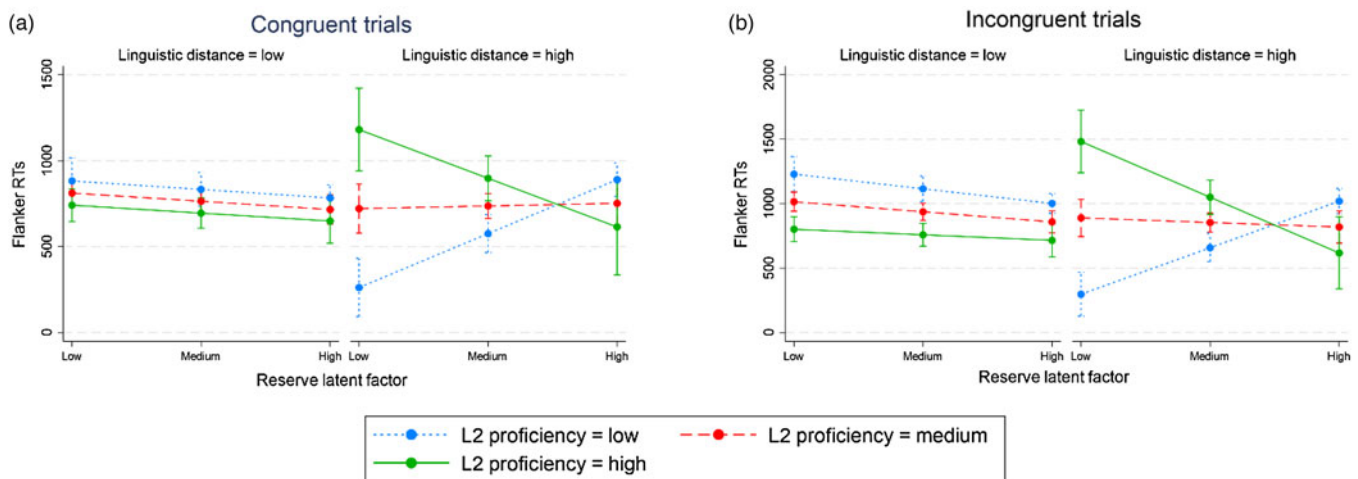 (a)
Congruent trials
Linguistic distance = low
Linguistic distance = high
1500
1000
500
0
Flanker RTs
Low
Medium
High
Low
Medium
High
Reserve latent factor
(b)
Incongruent trials
Linguistic distance = low
Linguistic distance = high
2000
1500
1000
500
0
Flanker RTs
Low
Medium
High
Low
Medium
High
Reserve latent factor
L2 proficiency = low
L2 proficiency = medium
L2 proficiency = high